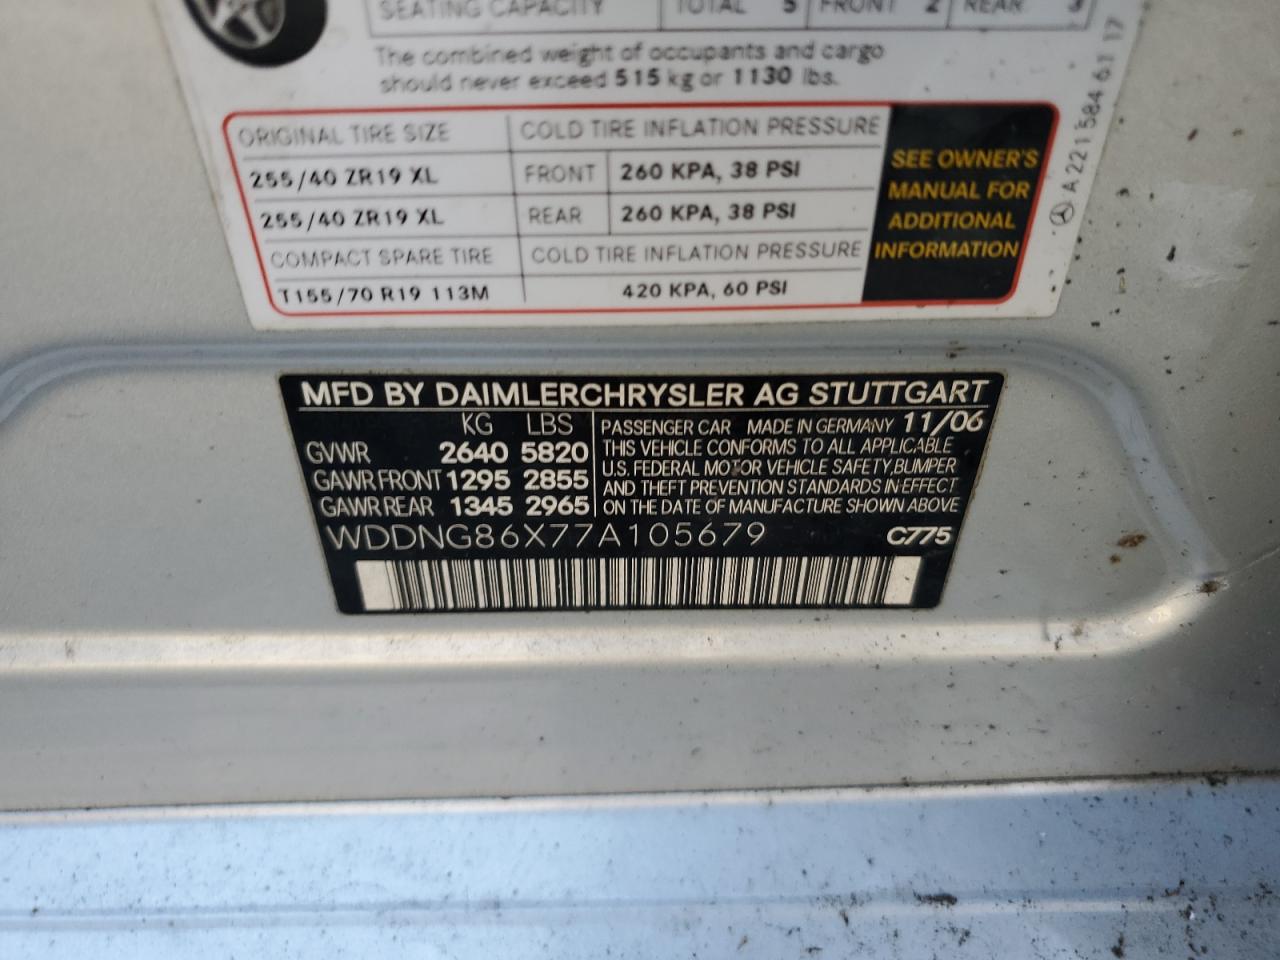 SEATING CAPACITY TOTAL 5 FRONT 2 REAR 3
The combined weight of occupants and cargo
should never exceed 515 kg or 1130 lbs.
ORIGINAL TIRE SIZE COLD TIRE INFLATION PRESSURE
255/40 ZR19 XL FRONT 260 KPA, 38 PSI
255/40 ZR19 XL REAR 260 KPA, 38 PSI
COMPACT SPARE TIRE COLD TIRE INFLATION PRESSURE
T155/70 R19 113M 420 KPA, 60 PSI
SEE OWNER'S
MANUAL FOR
ADDITIONAL
INFORMATION
A 221 584 61 17
MFD BY DAIMLERCHRYSLER AG STUTTGART
KG LBS
GVWR 2640 5820
GAWR FRONT 1295 2855
GAWR REAR 1345 2965
PASSENGER CAR MADE IN GERMANY 11/06
THIS VEHICLE CONFORMS TO ALL APPLICABLE
U.S. FEDERAL MOTOR VEHICLE SAFETY,BUMPER
AND THEFT PREVENTION STANDARDS IN EFFECT
ON THE DATE OF MANUFACTURE SHOWN ABOVE
WDDNG86X77A105679 C775